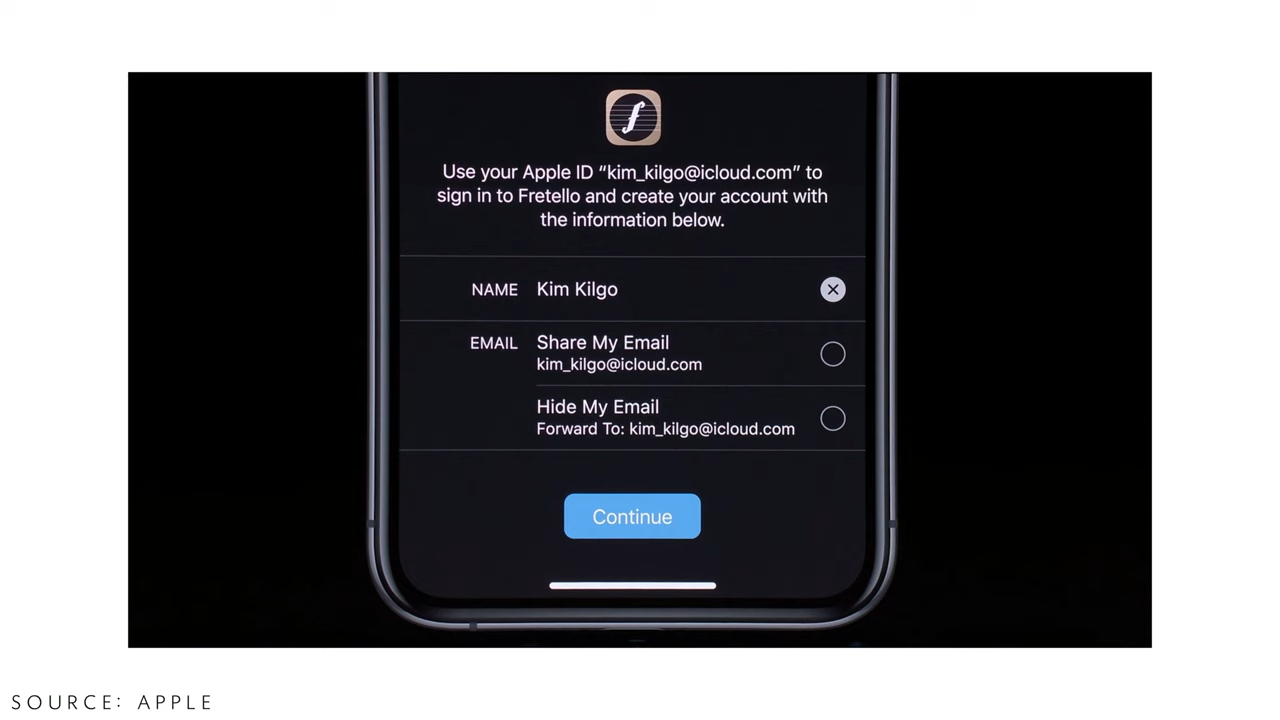 Use your Apple ID “kim_kilgo@icloud.com” to
sign in to Fretello and create your account with
the information below.
NAME Kim Kilgo
EMAIL Share My Email
kim_kilgo@icloud.com
Hide My Email
Forward To: kim_kilgo@icloud.com
Continue
SOURCE: APPLE